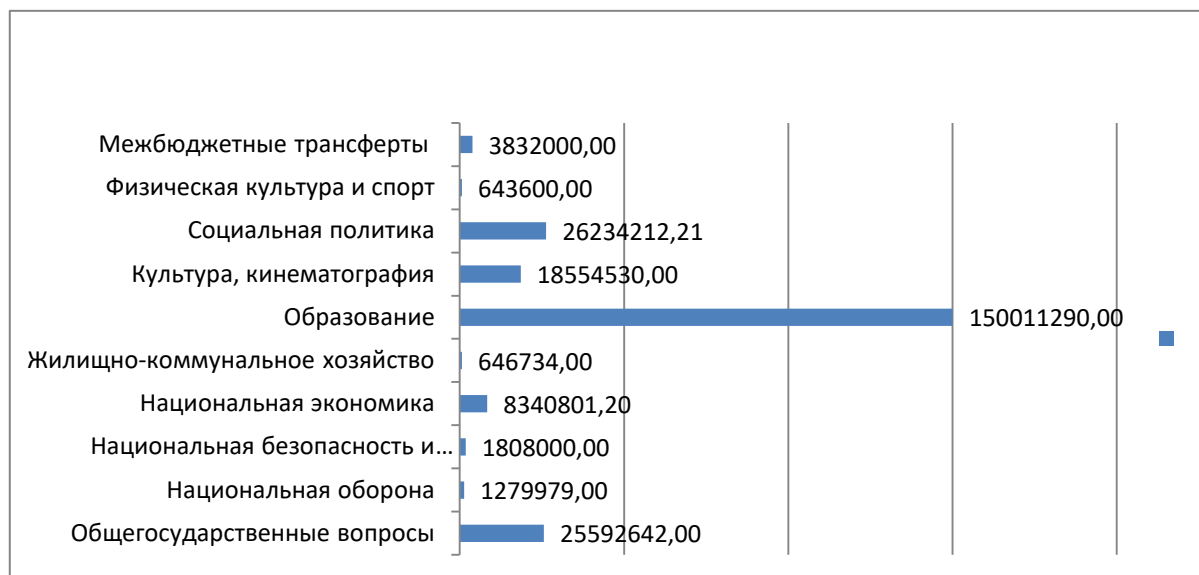 Межбюджетные трансферты 3832000,00
Физическая культура и спорт 643600,00
Социальная политика 26234212,21
Культура, кинематография 18554530,00
Образование 150011290,00
Жилищно-коммунальное хозяйство 646734,00
Национальная экономика 8340801,20
Национальная безопасность и... 1808000,00
Национальная оборона 1279979,00
Общегосударственные вопросы 25592642,00